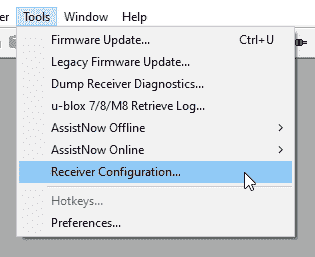 er Tools Window Help
Firmware Update... Ctrl+U
Legacy Firmware Update...
Dump Receiver Diagnostics...
u-blox 7/8/M8 Retrieve Log...
AssistNow Offline >
AssistNow Online >
Receiver Configuration...
Hotkeys...
Preferences...